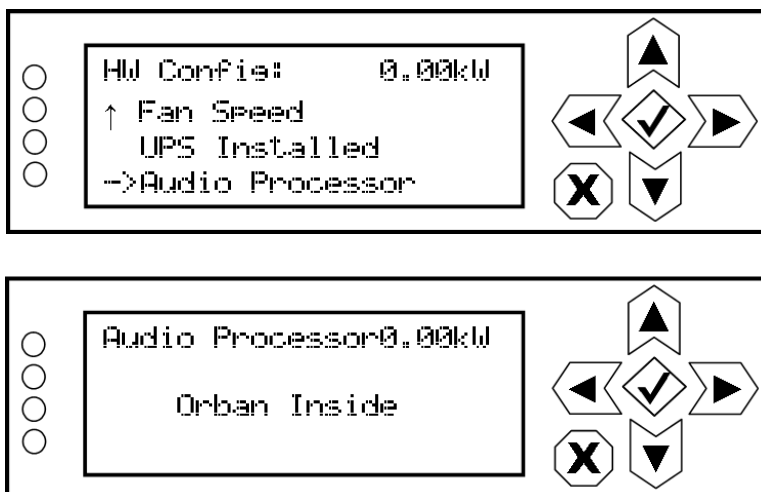 HW Config: 0.00kW
↑ Fan Speed
UPS Installed
->Audio Processor
X
Audio Processor0.00kW
Orban Inside
X